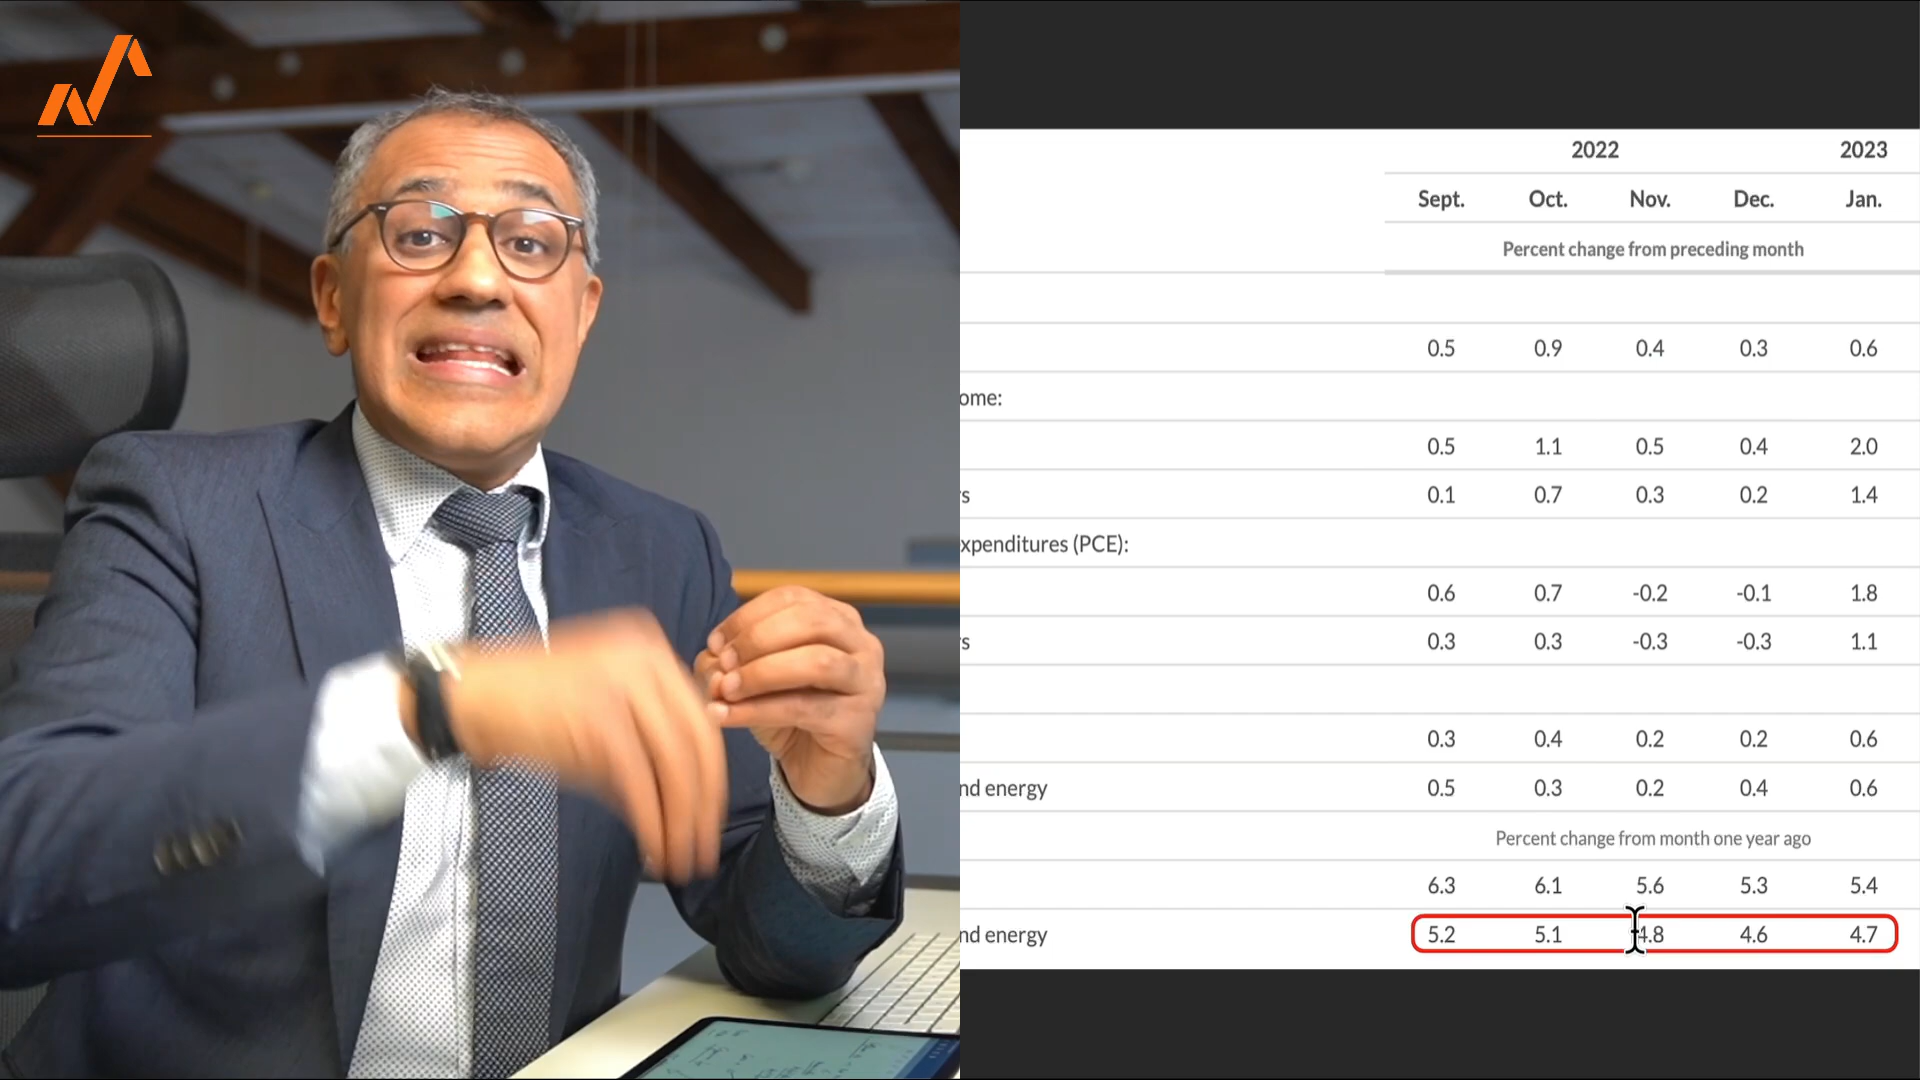 2022 2023
Sept. Oct. Nov. Dec. Jan.
Percent change from preceding month
0.5 0.9 0.4 0.3 0.6
ome:
0.5 1.1 0.5 0.4 2.0
s 0.1 0.7 0.3 0.2 1.4
xpenditures (PCE):
0.6 0.7 -0.2 -0.1 1.8
s 0.3 0.3 -0.3 -0.3 1.1
0.3 0.4 0.2 0.2 0.6
nd energy 0.5 0.3 0.2 0.4 0.6
Percent change from month one year ago
6.3 6.1 5.6 5.3 5.4
nd energy 5.2 5.1 4.8 4.6 4.7